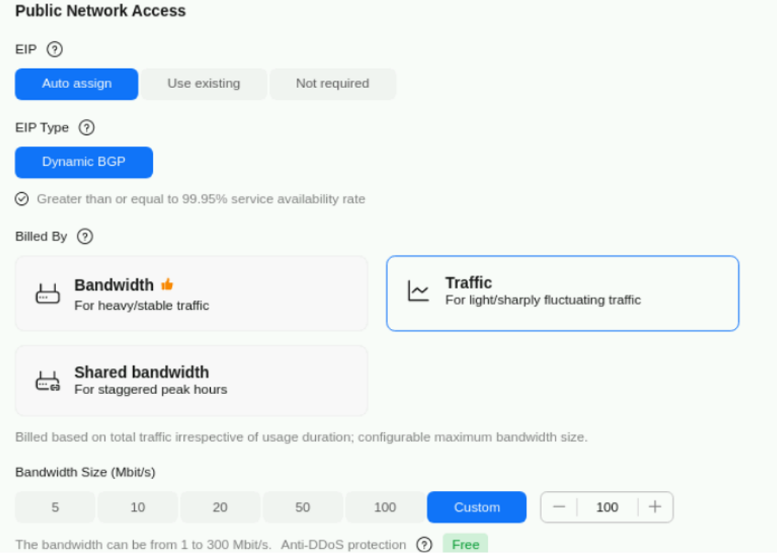 Public Network Access
EIP
Auto assign Use existing Not required
EIP Type
Dynamic BGP
Greater than or equal to 99.95% service availability rate
Billed By
Bandwidth
For heavy/stable traffic
Traffic
For light/sharply fluctuating traffic
Shared bandwidth
For staggered peak hours
Billed based on total traffic irrespective of usage duration; configurable maximum bandwidth size.
Bandwidth Size (Mbit/s)
5 10 20 50 100 Custom 100
The bandwidth can be from 1 to 300 Mbit/s. Anti-DDoS protection Free